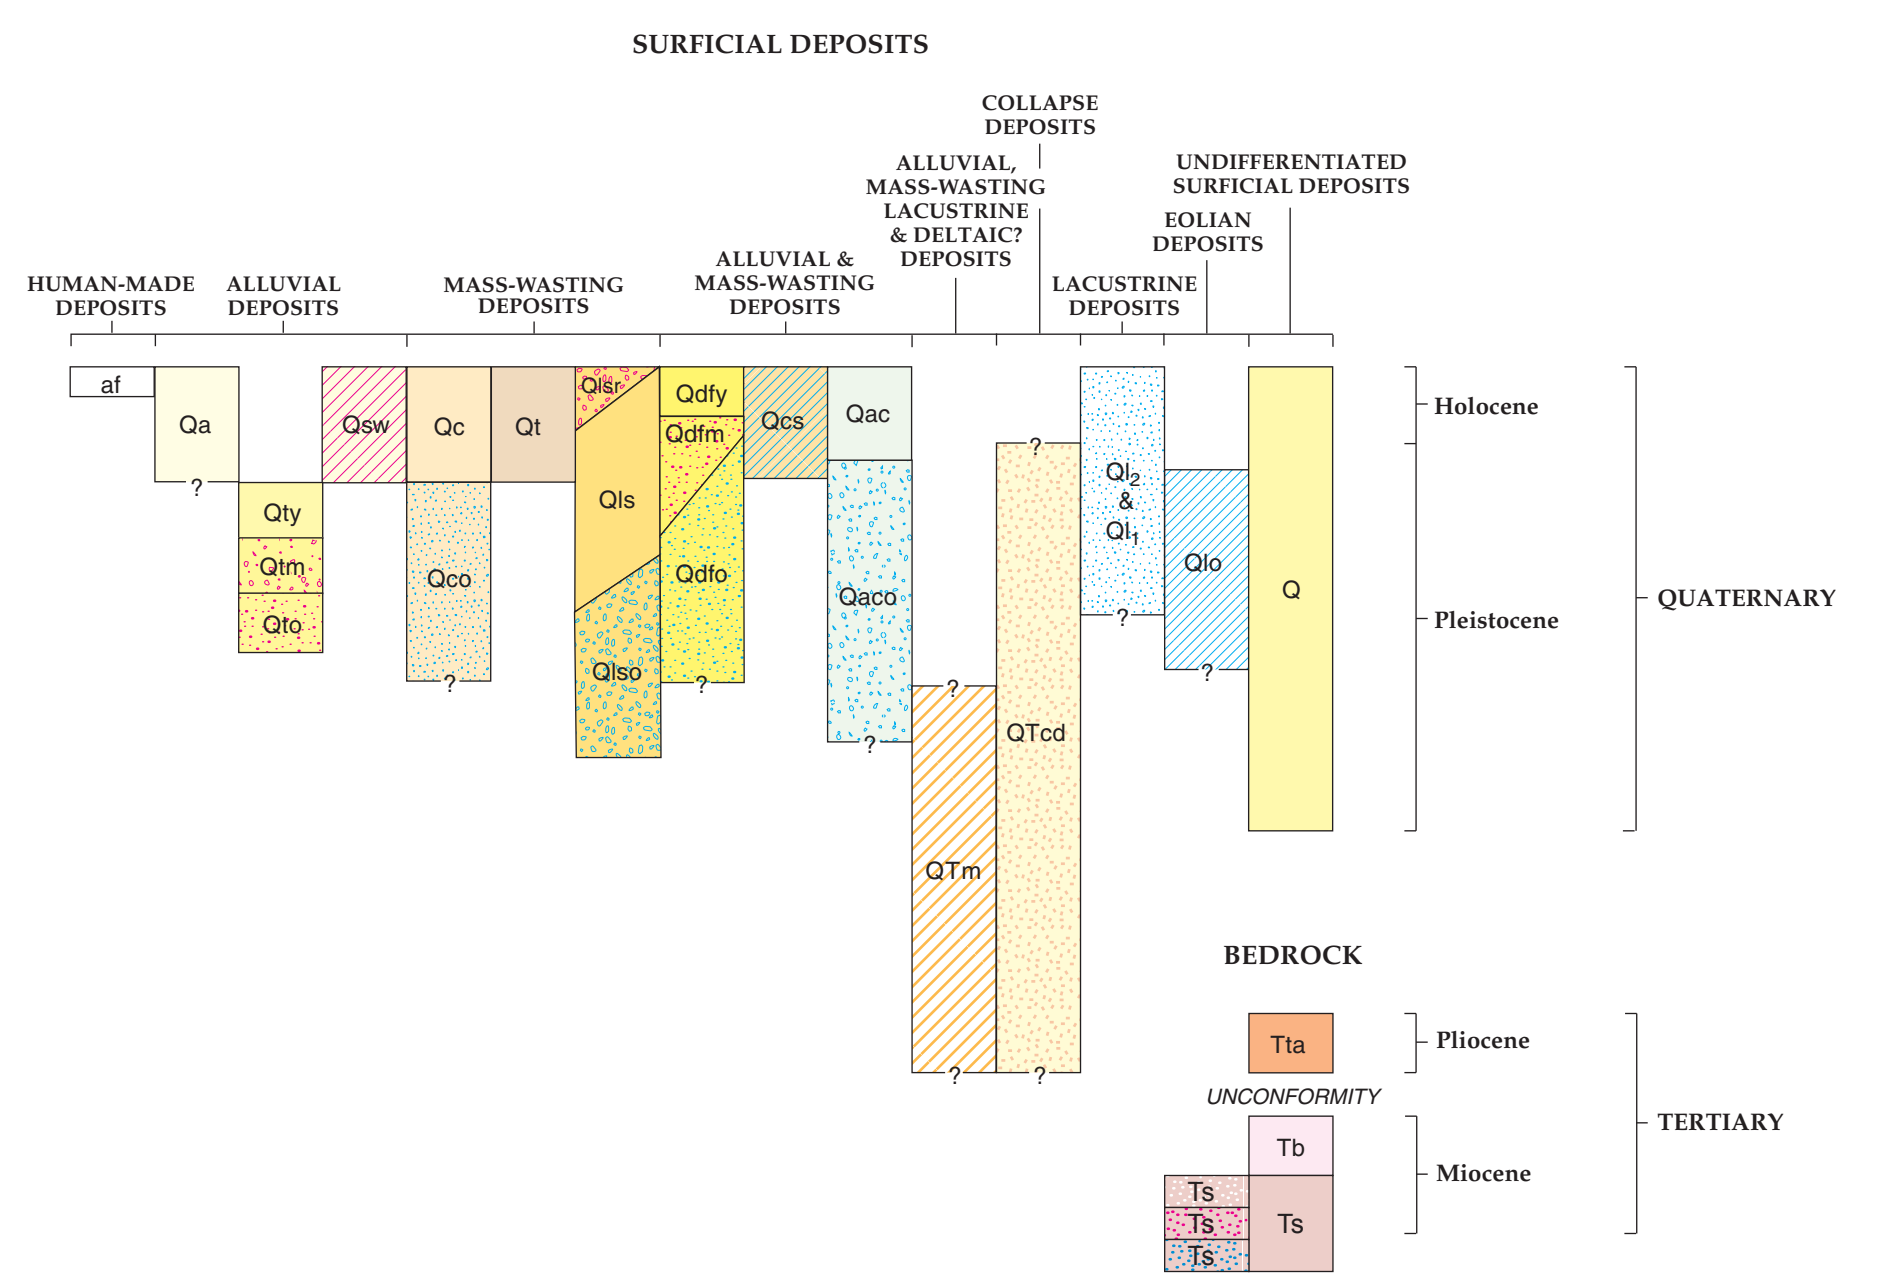 SURFICIAL DEPOSITS
COLLAPSE
DEPOSITS
ALLUVIAL,
MASS-WASTING
LACUSTRINE
& DELTAIC?
DEPOSITS
UNDIFFERENTIATED
SURFICIAL DEPOSITS
EOLIAN
DEPOSITS
HUMAN-MADE
DEPOSITS
ALLUVIAL
DEPOSITS
MASS-WASTING
DEPOSITS
ALLUVIAL &
MASS-WASTING
DEPOSITS
LACUSTRINE
DEPOSITS
af
Qa
?
Qty
Qtm
Qto
Qsw
Qc
Qco
?
Qt
Qlsr
Qls
Qlso
Qdfy
Qdfm
Qdfo
?
Qcs
Qac
Qaco
?
?
QTm
?
?
QTcd
?
Ql2
&
Ql1
?
Qlo
?
Q
Holocene
Pleistocene
QUATERNARY
BEDROCK
Tta
Pliocene
UNCONFORMITY
TERTIARY
Tb
Miocene
Ts
Ts
Ts
Ts